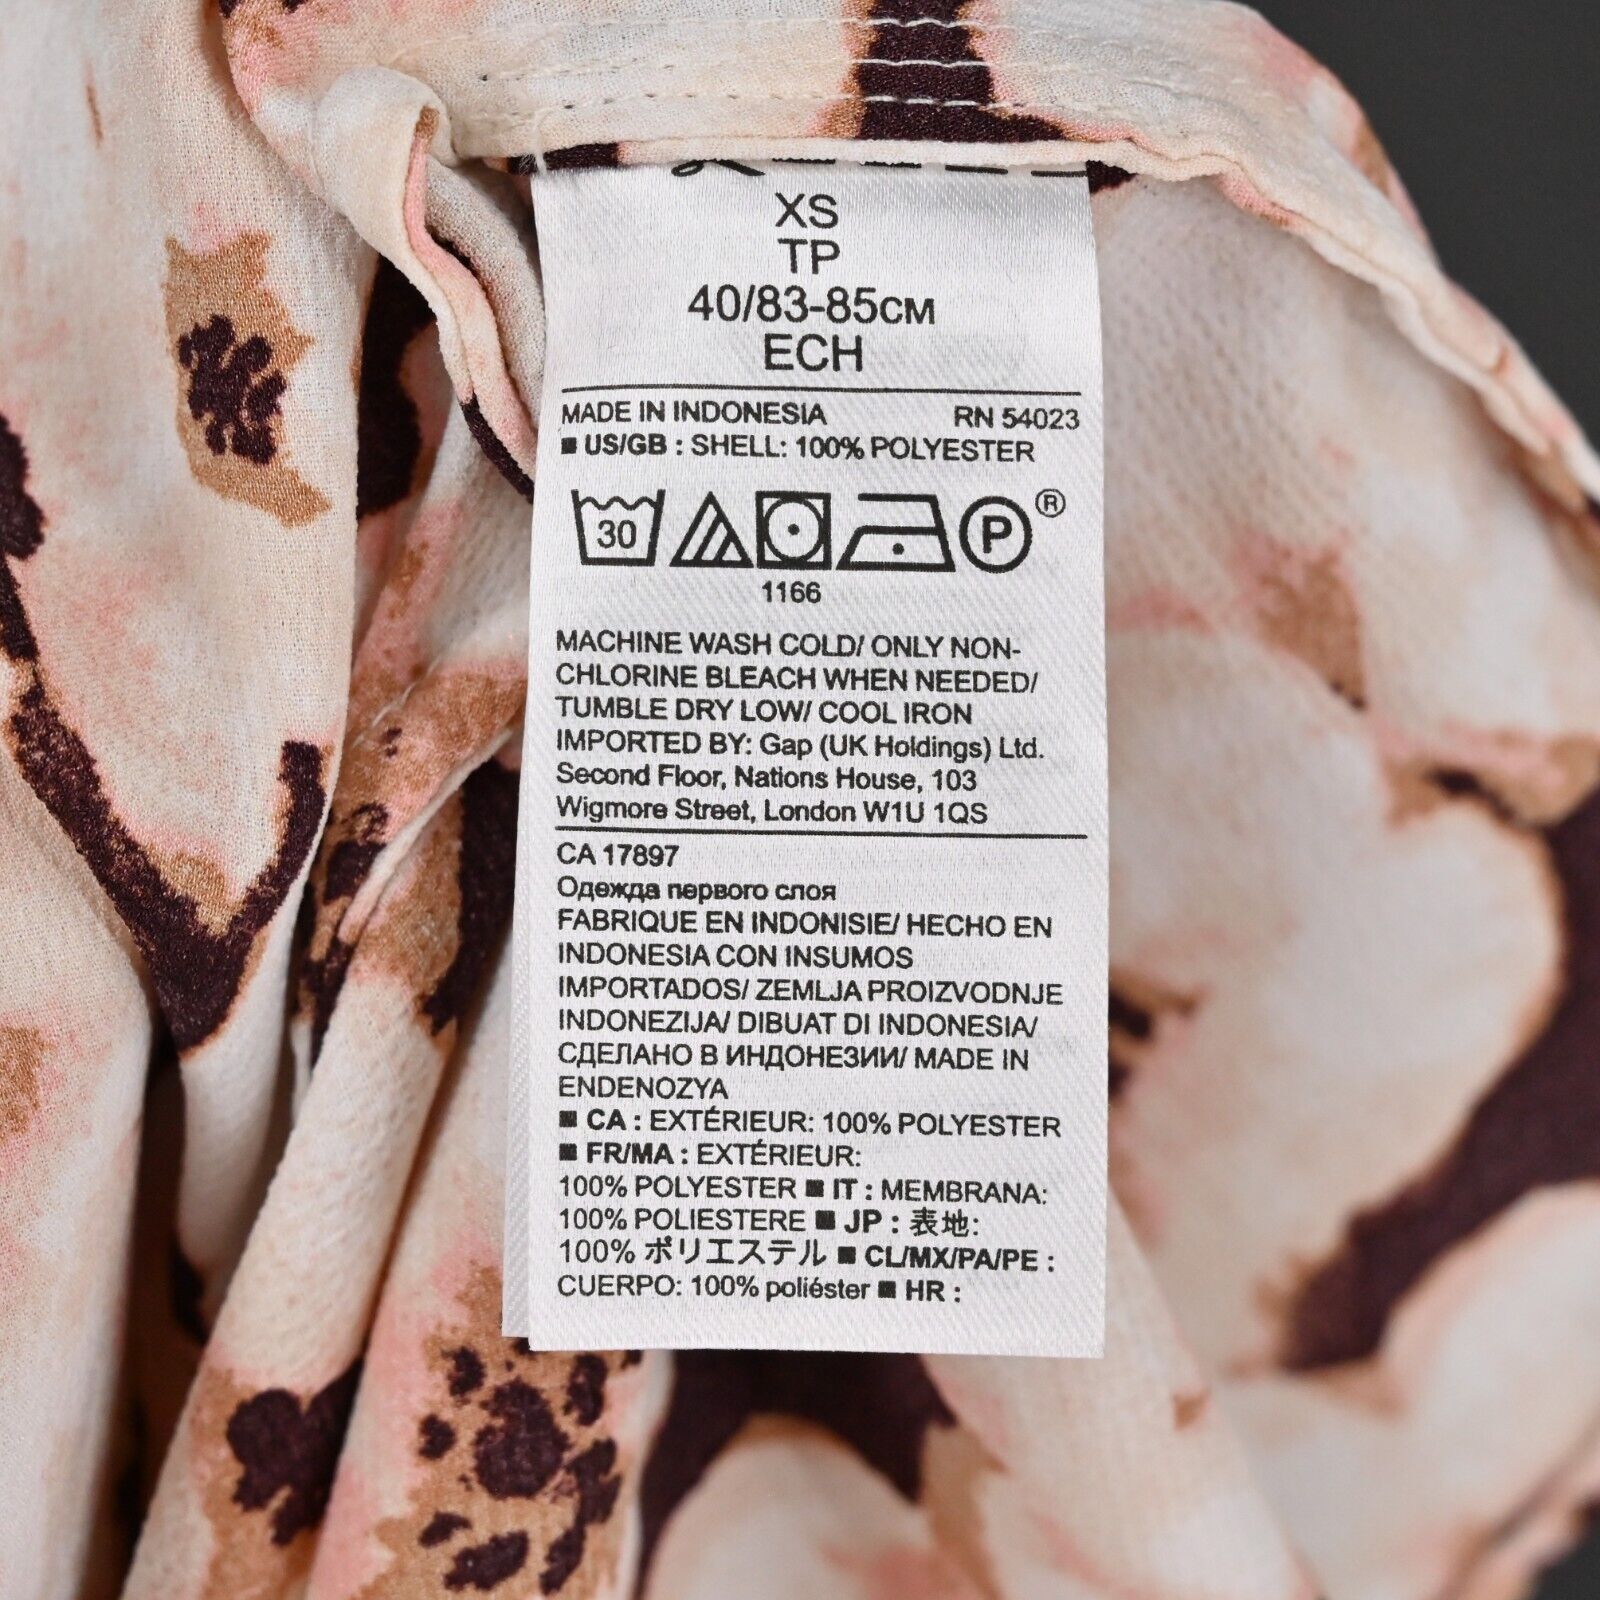 XS
TP
40/83-85см
ECH
MADE IN INDONESIA RN 54023
■ US/GB : SHELL: 100% POLYESTER
30 P ®
1166
MACHINE WASH COLD/ ONLY NON-
CHLORINE BLEACH WHEN NEEDED/
TUMBLE DRY LOW/ COOL IRON
IMPORTED BY: Gap (UK Holdings) Ltd.
Second Floor, Nations House, 103
Wigmore Street, London W1U 1QS
CA 17897
Одежда первого слоя
FABRIQUE EN INDONISIE/ HECHO EN
INDONESIA CON INSUMOS
IMPORTADOS/ ZEMLJA PROIZVODNJE
INDONEZIJA/ DIBUAT DI INDONESIA/
СДЕЛАНО В ИНДОНЕЗИИ/ MADE IN
ENDENOZYA
■ CA : EXTÉRIEUR: 100% POLYESTER
■ FR/MA : EXTÉRIEUR:
100% POLYESTER ■ IT : MEMBRANA:
100% POLIESTERE ■ JP : 表地:
100% ポリエステル ■ CL/MX/PA/PE :
CUERPO: 100% poliéster ■ HR :